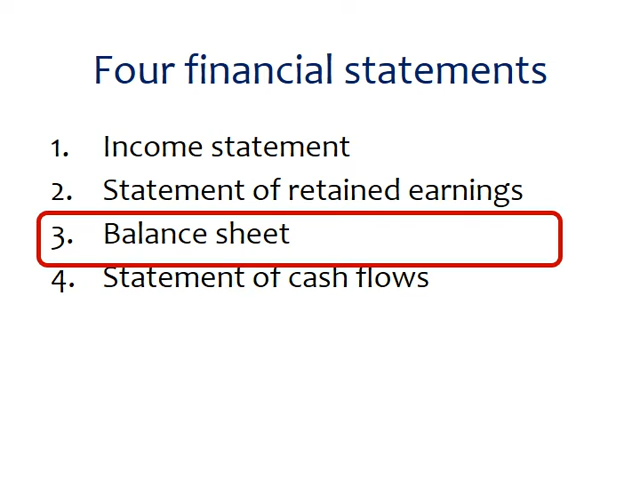 Four financial statements
1. Income statement
2. Statement of retained earnings
3. Balance sheet
4. Statement of cash flows